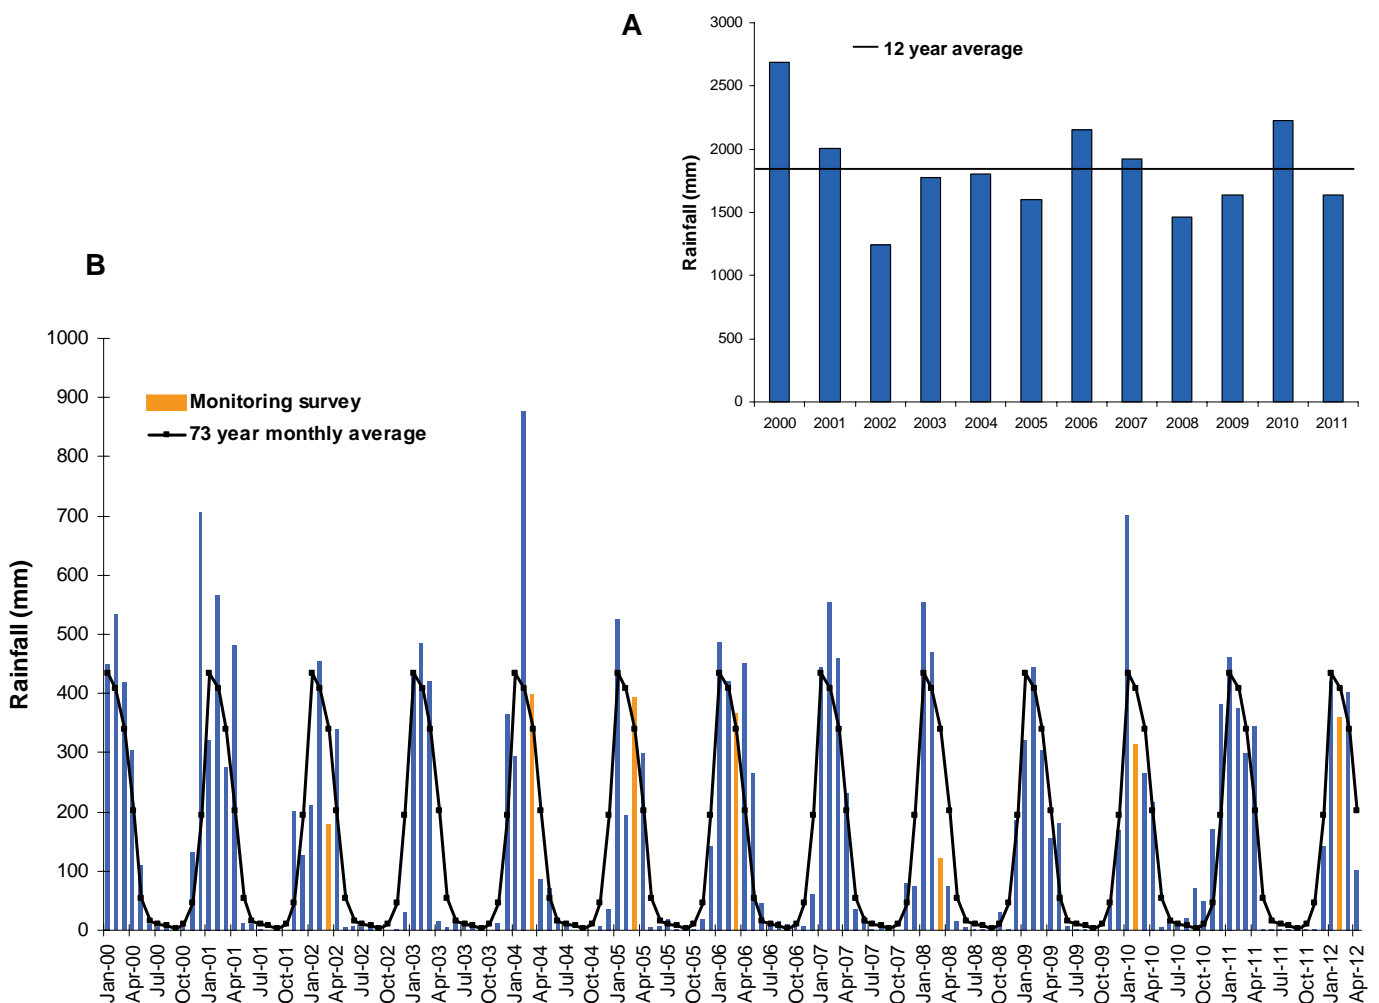 A
3000
2500
2000
1500
1000
500
0
Rainfall (mm)
12 year average
2000 2001 2002 2003 2004 2005 2006 2007 2008 2009 2010 2011
B
1000
900
800
700
600
500
400
300
200
100
0
Rainfall (mm)
Monitoring survey
73 year monthly average
Jan-00 Apr-00 Jul-00 Oct-00 Jan-01 Apr-01 Jul-01 Oct-01 Jan-02 Apr-02 Jul-02 Oct-02 Jan-03 Apr-03 Jul-03 Oct-03 Jan-04 Apr-04 Jul-04 Oct-04 Jan-05 Apr-05 Jul-05 Oct-05 Jan-06 Apr-06 Jul-06 Oct-06 Jan-07 Apr-07 Jul-07 Oct-07 Jan-08 Apr-08 Jul-08 Oct-08 Jan-09 Apr-09 Jul-09 Oct-09 Jan-10 Apr-10 Jul-10 Oct-10 Jan-11 Apr-11 Jul-11 Oct-11 Jan-12 Apr-12